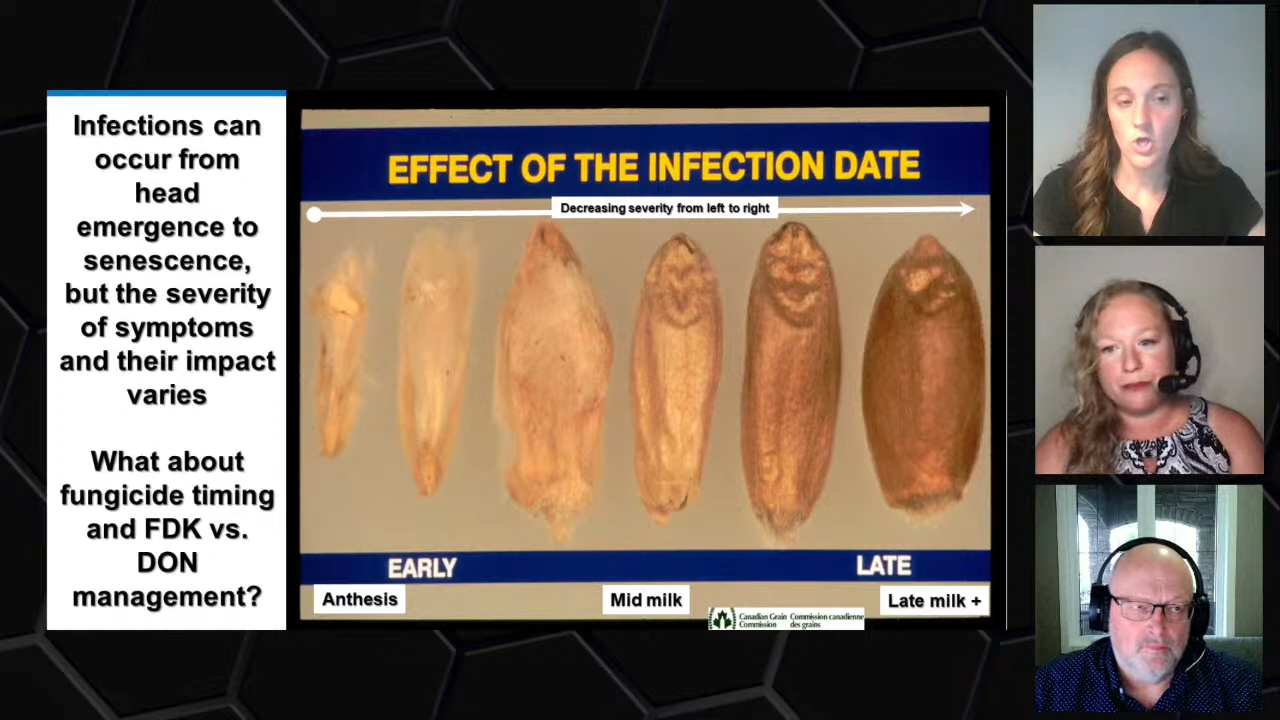 Infections can
occur from
head
emergence to
senescence,
but the severity
of symptoms
and their impact
varies
What about
fungicide timing
and FDK vs.
DON
management?
EFFECT OF THE INFECTION DATE
Decreasing severity from left to right
EARLY
LATE
Anthesis
Mid milk
Late milk +
Canadian Grain
Commission
Commission canadienne
des grains